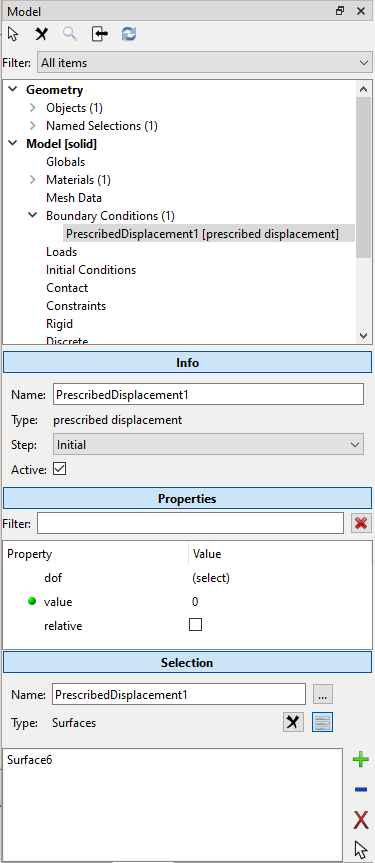 Model
Filter: All items
Geometry
Objects (1)
Named Selections (1)
Model [solid]
Globals
Materials (1)
Mesh Data
Boundary Conditions (1)
PrescribedDisplacement1 [prescribed displacement]
Loads
Initial Conditions
Contact
Constraints
Rigid
Discrete
Info
Name: PrescribedDisplacement1
Type: prescribed displacement
Step: Initial
Active:
Properties
Filter:
Property Value
dof (select)
value 0
relative
Selection
Name: PrescribedDisplacement1 ...
Type: Surfaces
Surface6